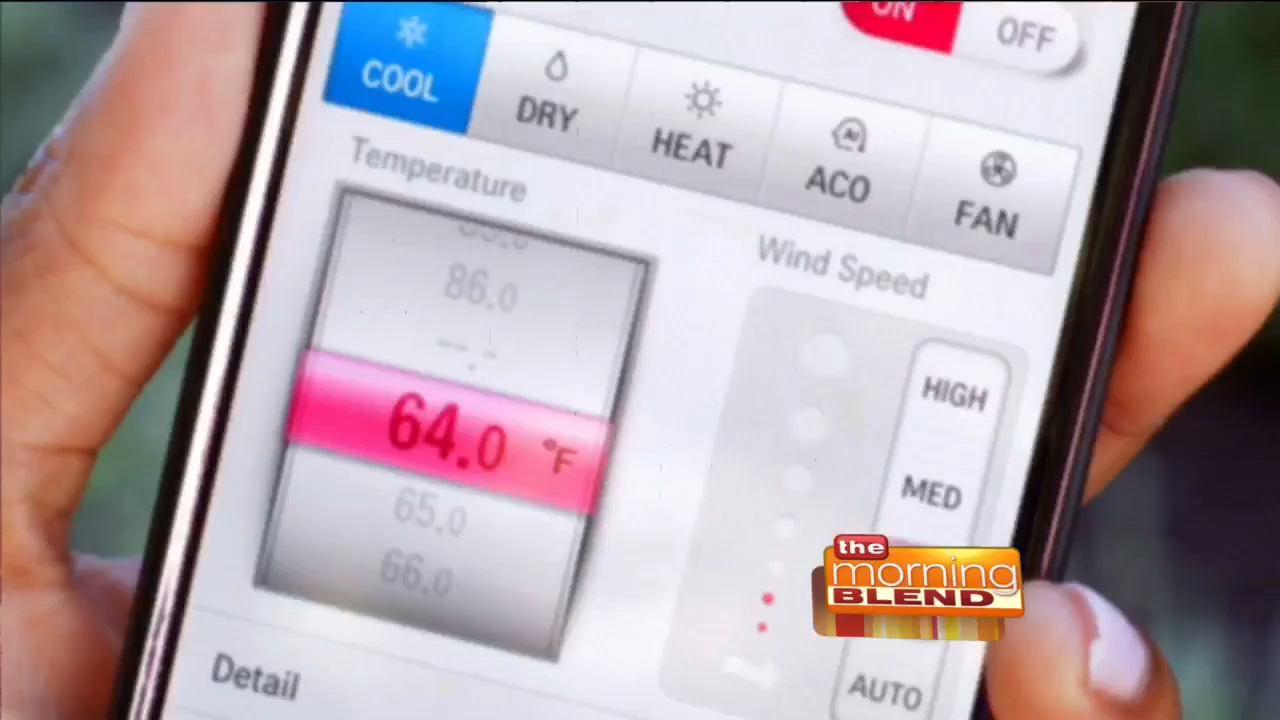 ON OFF
COOL DRY HEAT ACO FAN
Temperature
Wind Speed
86.0
--.-
64.0 °F
65.0
66.0
HIGH
MED
AUTO
Detail
the
morning
BLEND